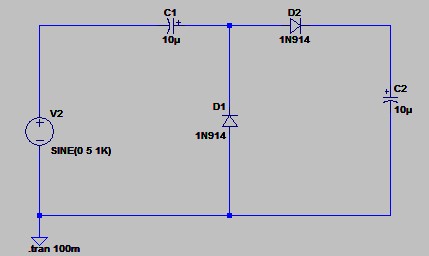 C1
10µ
D2
1N914
C2
10µ
D1
1N914
V2
SINE(0 5 1K)
.tran 100m